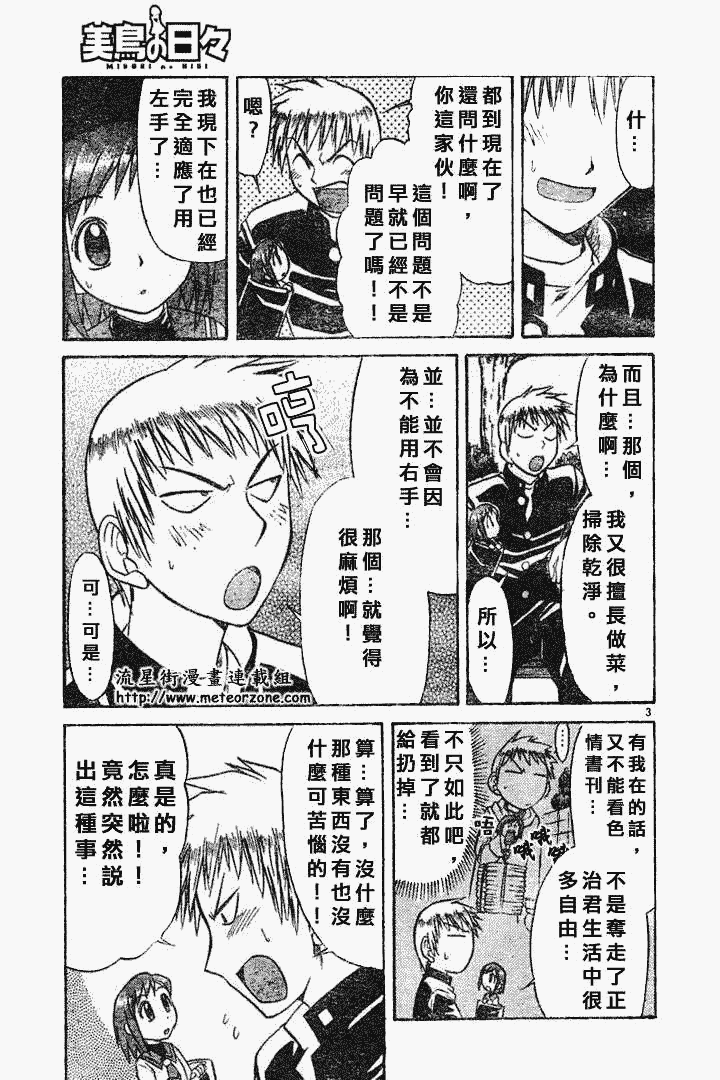 美鳥の日々
MIDORI no HIBI
什…
都到現在了
還問什麼啊，
你這家伙！
這個問題不是
早就已經不是
問題了嗎！！
嗯？
我現下在也已經
完全適應了用
左手了…
而且…那個，
為什麼啊…
我又很擅長做菜，
掃除乾淨。
所以…
並…並不會因
為不能用右手…
那個…就覺得
很麻煩啊！
哼
可…可是…
流星街漫畫連載組
http://www.meteorzone.com
3
有我在的話，
又不能看色
情書刊…
不是奪走了正
治君生活中很
多自由…
…
唔
哦
哦
不只如此吧，
看到了就都
給扔掉…
算…算了，沒什麼
那種東西沒有也沒
什麼可苦惱的！！
真是的，
怎麼啦！！
竟然突然說
出這種事…